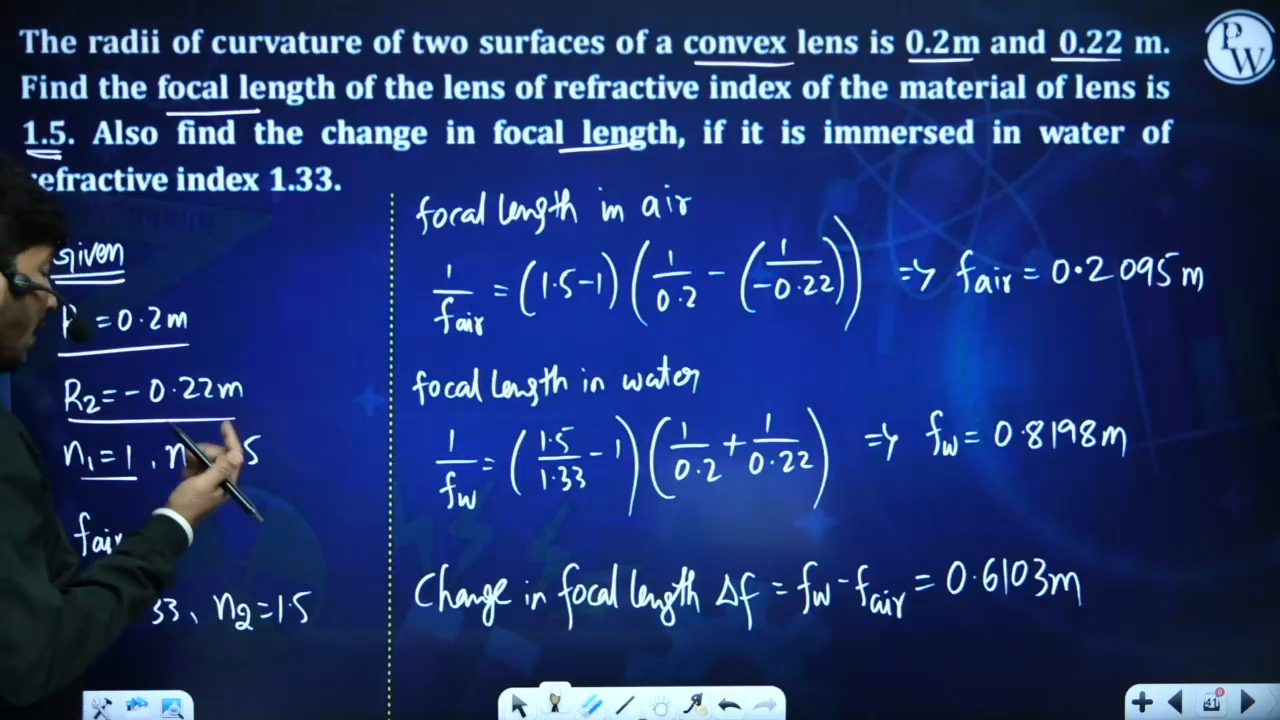 The radii of curvature of two surfaces of a convex lens is 0.2m and 0.22 m.
Find the focal length of the lens of refractive index of the material of lens is
1.5. Also find the change in focal length, if it is immersed in water of
refractive index 1.33.
PW
given
= 0.2m
R₂ = - 0.22m
n₁ = 1, n 5
fair
33, n₂ = 1.5
focal length in air
1/fair = (1.5-1) (1/0.2 - (1/-0.22)) => fair = 0.2095m
focal length in water
1/fw = (1.5/1.33 - 1) (1/0.2 + 1/0.22) => fw = 0.8198m
Change in focal length Δf = fw - fair = 0.6103m
41